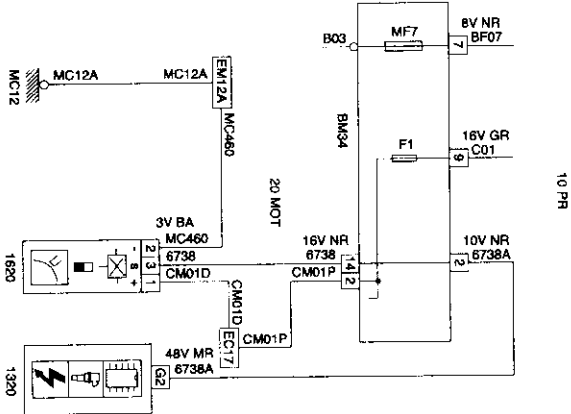 10 PR
8V NR
BF07
7
MF7
B03
16V GR
C01
9
F1
BM34
10V NR
6738A
2
16V NR
6738
14
CM01P
2
20 MOT
EM12A
MC12A
MC12A
MC12
MC460
3V BA
MC460
6738
CM01D
2
3
1
-
S
+
1620
CM01D
EC17
CM01P
48V MR
6738A
G2
1320